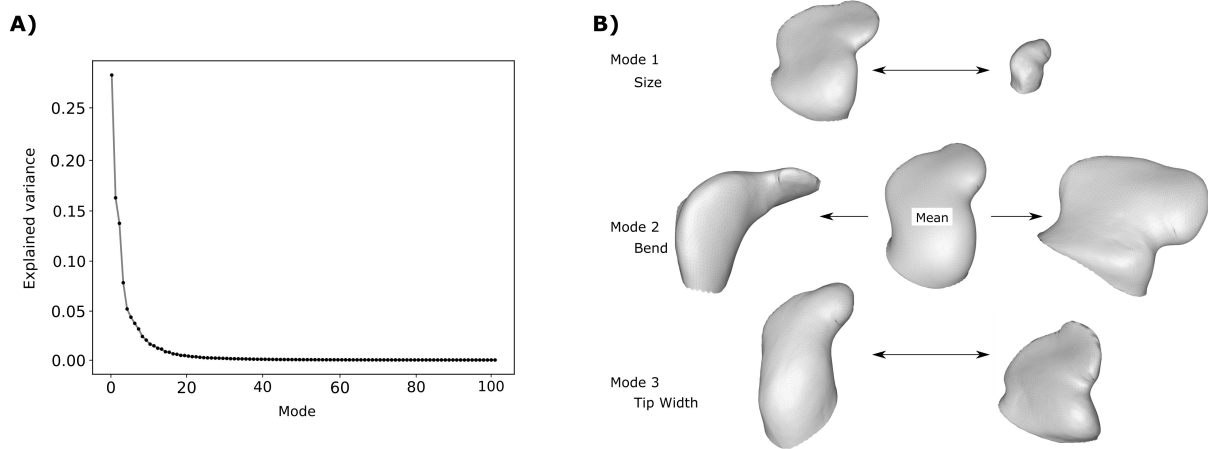 A)
Explained variance
0.25
0.20
0.15
0.10
0.05
0.00
0 20 40 60 80 100
Mode
B)
Mode 1
Size
Mode 2
Bend
Mean
Mode 3
Tip Width